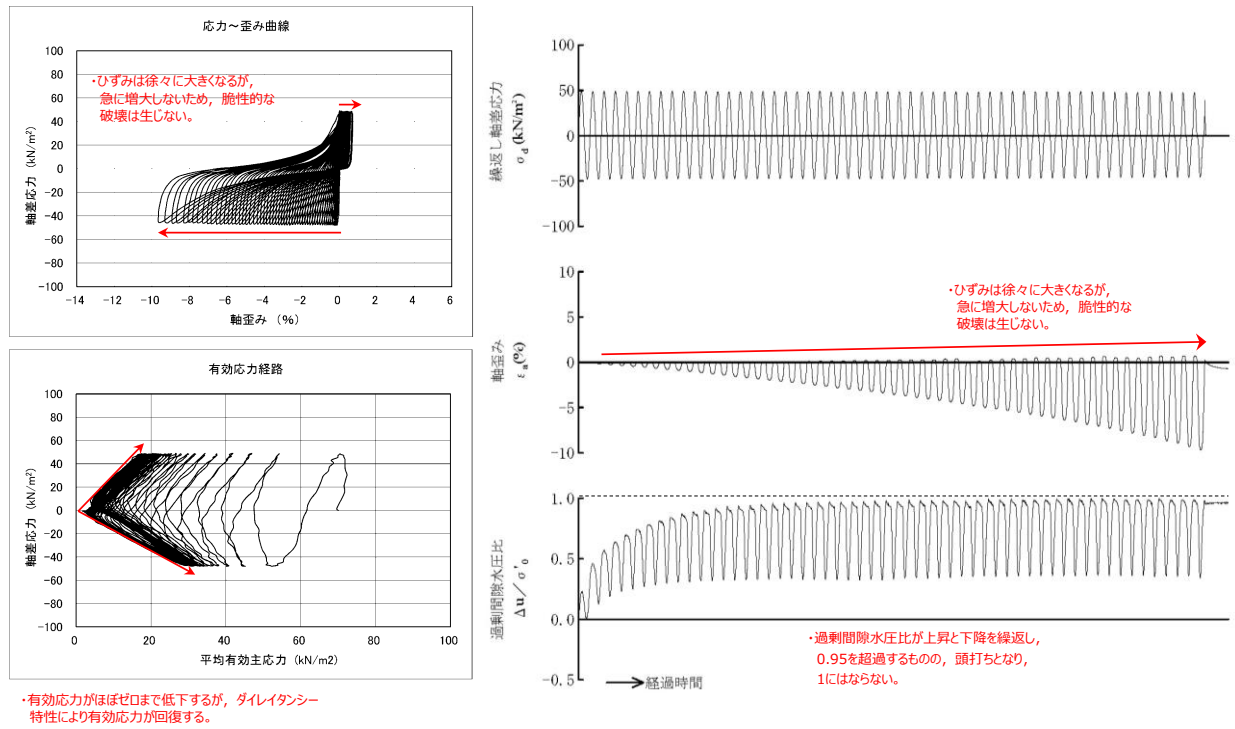 応力～歪み曲線
100
80
60
40
20
0
-20
-40
-60
-80
-100
軸差応力 (kN/m²)
-14 -12 -10 -8 -6 -4 -2 0 2 4 6
軸歪み (%)
・ひずみは徐々に大きくなるが，
急に増大しないため，脆性的な
破壊は生じない。
有効応力経路
100
80
60
40
20
0
-20
-40
-60
-80
-100
軸差応力 (kN/m²)
0 20 40 60 80 100
平均有効主応力 (kN/m2)
・有効応力がほぼゼロまで低下するが，ダイレイタンシー
特性により有効応力が回復する。
100
50
0
-50
-100
繰返し軸差応力
σd (kN/m²)
10
5
0
-5
-10
軸歪み
εa(%)
・ひずみは徐々に大きくなるが，
急に増大しないため，脆性的な
破壊は生じない。
1.0
0.5
0.0
-0.5
過剰間隙水圧比
Δu／σ'0
経過時間
・過剰間隙水圧比が上昇と下降を繰返し，
0.95を超過するものの，頭打ちとなり，
1にはならない。